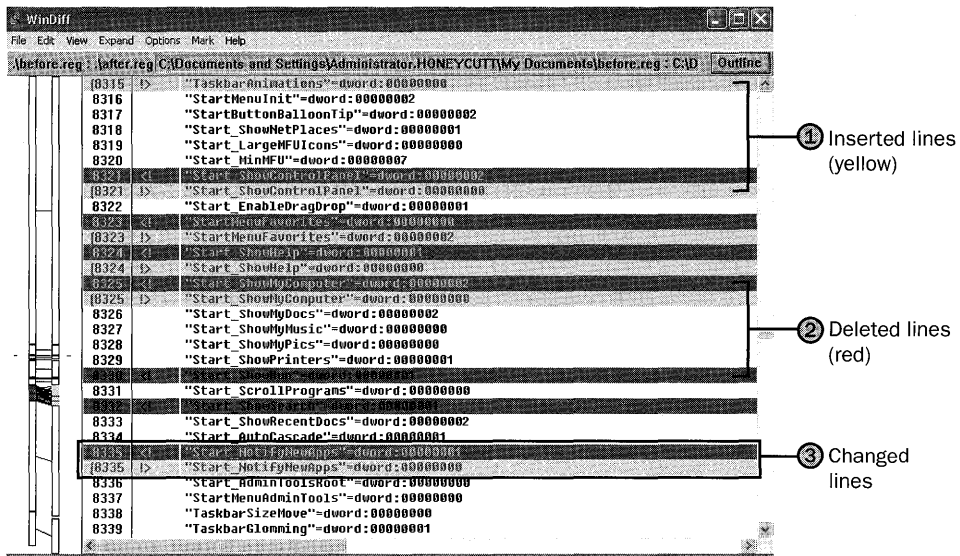 WinDiff
File Edit View Expand Options Mark Help
.\before.reg : .\after.reg C:\Documents and Settings\Administrator.HONEYCUTT\My Documents\before.reg : C:\D Outline
(8315 !> "TaskbarAnimations"=dword:00000000
8316 "StartMenuInit"=dword:00000002
8317 "StartButtonBalloonTip"=dword:00000002
8318 "Start_ShowNetPlaces"=dword:00000001
8319 "Start_LargeMFUIcons"=dword:00000000
8320 "Start_MinMFU"=dword:00000007
8321 <! "Start_ShowControlPanel"=dword:00000002
(8321 !> "Start_ShowControlPanel"=dword:00000000
8322 "Start_EnableDragDrop"=dword:00000001
8323 <! "StartMenuFavorites"=dword:00000000
(8323 !> "StartMenuFavorites"=dword:00000002
8324 <! "Start_ShowHelp"=dword:00000001
(8324 !> "Start_ShowHelp"=dword:00000000
8325 <! "Start_ShowMyComputer"=dword:00000002
(8325 !> "Start_ShowMyComputer"=dword:00000000
8326 "Start_ShowMyDocs"=dword:00000002
8327 "Start_ShowMyMusic"=dword:00000000
8328 "Start_ShowMyPics"=dword:00000000
8329 "Start_ShowPrinters"=dword:00000001
8330 <! "Start_ShowRun"=dword:00000001
8331 "Start_ScrollPrograms"=dword:00000000
8332 <! "Start_ShowSearch"=dword:00000001
8333 "Start_ShowRecentDocs"=dword:00000002
8334 "Start_AutoCascade"=dword:00000001
8335 <! "Start_NotifyNewApps"=dword:00000001
(8335 !> "Start_NotifyNewApps"=dword:00000000
8336 "Start_AdminToolsRoot"=dword:00000000
8337 "StartMenuAdminTools"=dword:00000000
8338 "TaskbarSizeMove"=dword:00000000
8339 "TaskbarGlomming"=dword:00000001
1 Inserted lines
(yellow)
2 Deleted lines
(red)
3 Changed
lines